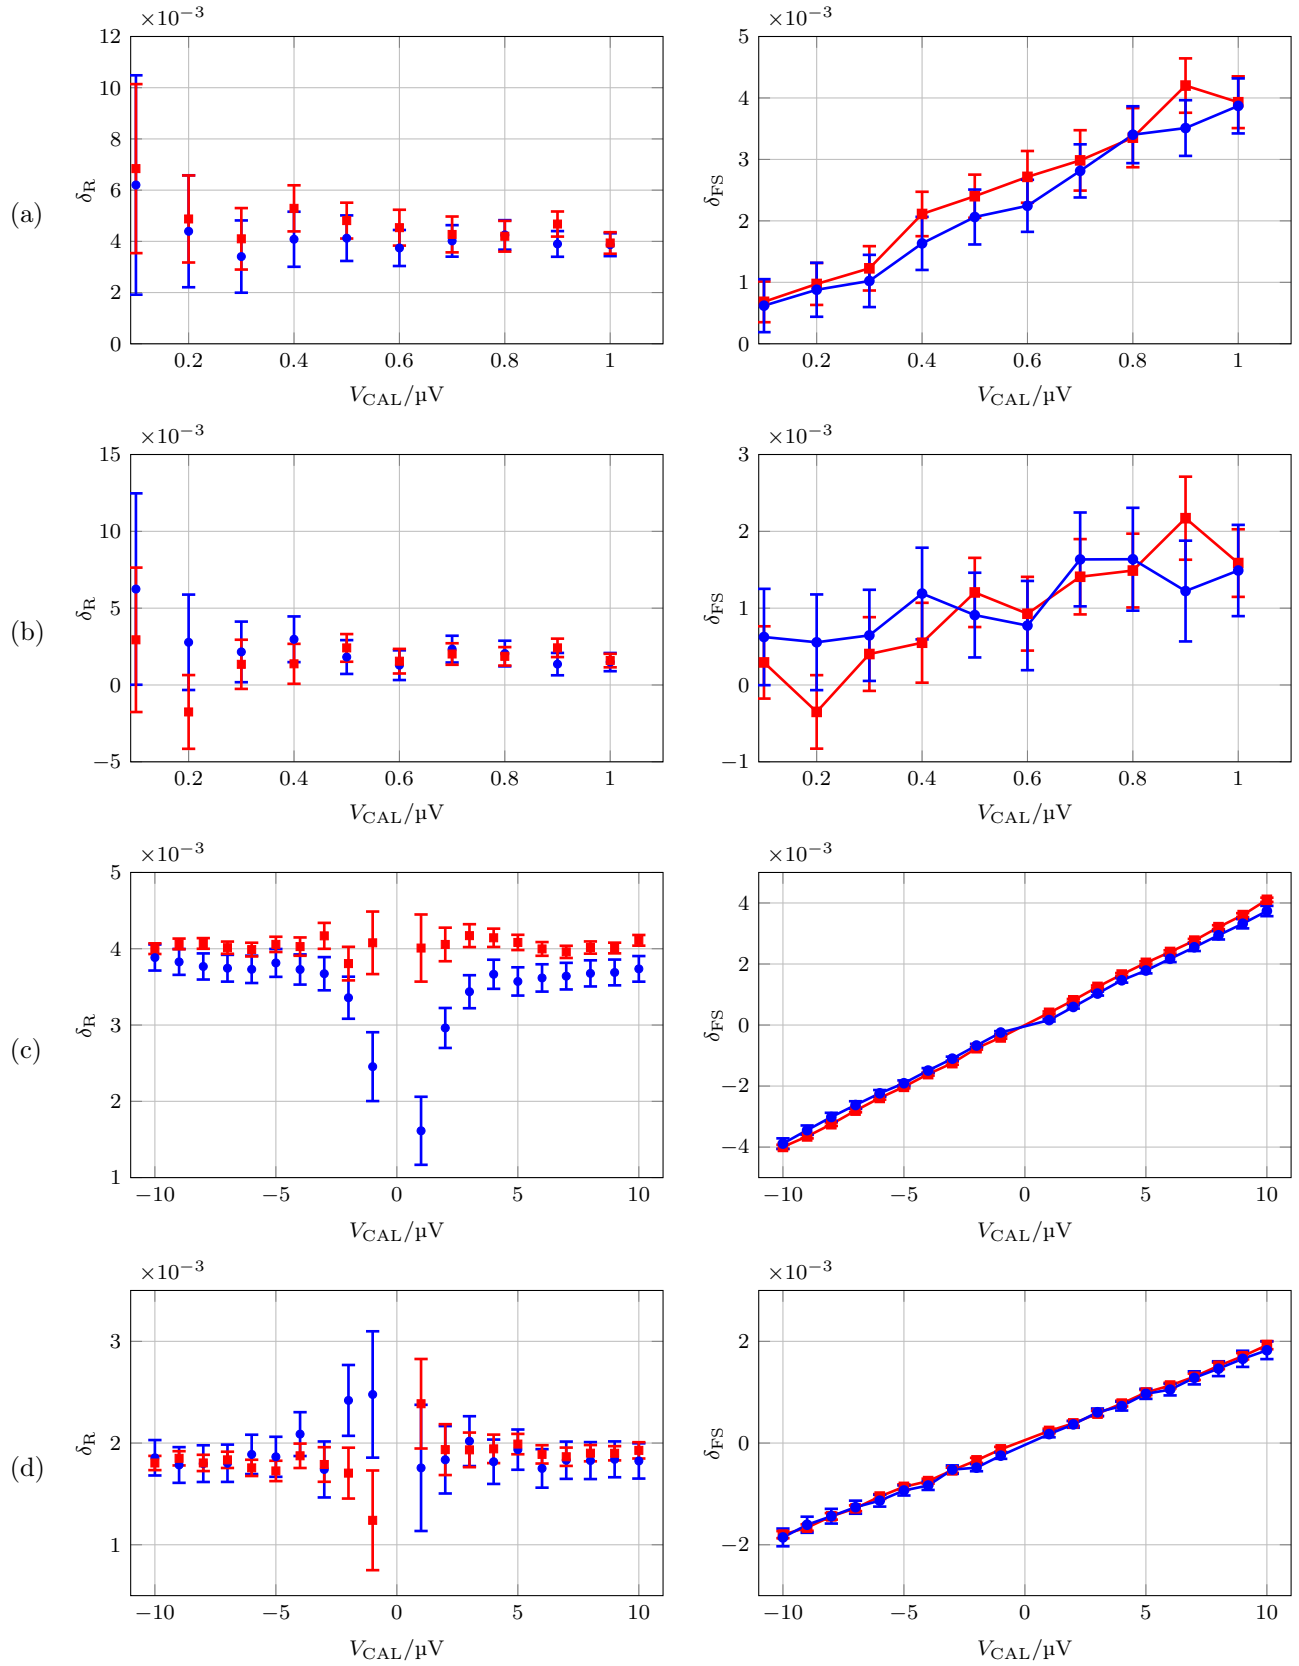 ×10⁻³ ×10⁻³
12 5
10 4
8 3
(a) δR 6 δFS 2
4 1
2
0 0
0.2 0.4 0.6 0.8 1 0.2 0.4 0.6 0.8 1
VCAL/µV VCAL/µV
×10⁻³ ×10⁻³
15 3
10 2
(b) δR 5 δFS 1
0 0
−5 −1
0.2 0.4 0.6 0.8 1 0.2 0.4 0.6 0.8 1
VCAL/µV VCAL/µV
×10⁻³ ×10⁻³
5 4
4 2
(c) δR 3 δFS 0
2 −2
1 −4
−10 −5 0 5 10 −10 −5 0 5 10
VCAL/µV VCAL/µV
×10⁻³ ×10⁻³
3 2
(d) δR 2 δFS 0
1 −2
−10 −5 0 5 10 −10 −5 0 5 10
VCAL/µV VCAL/µV